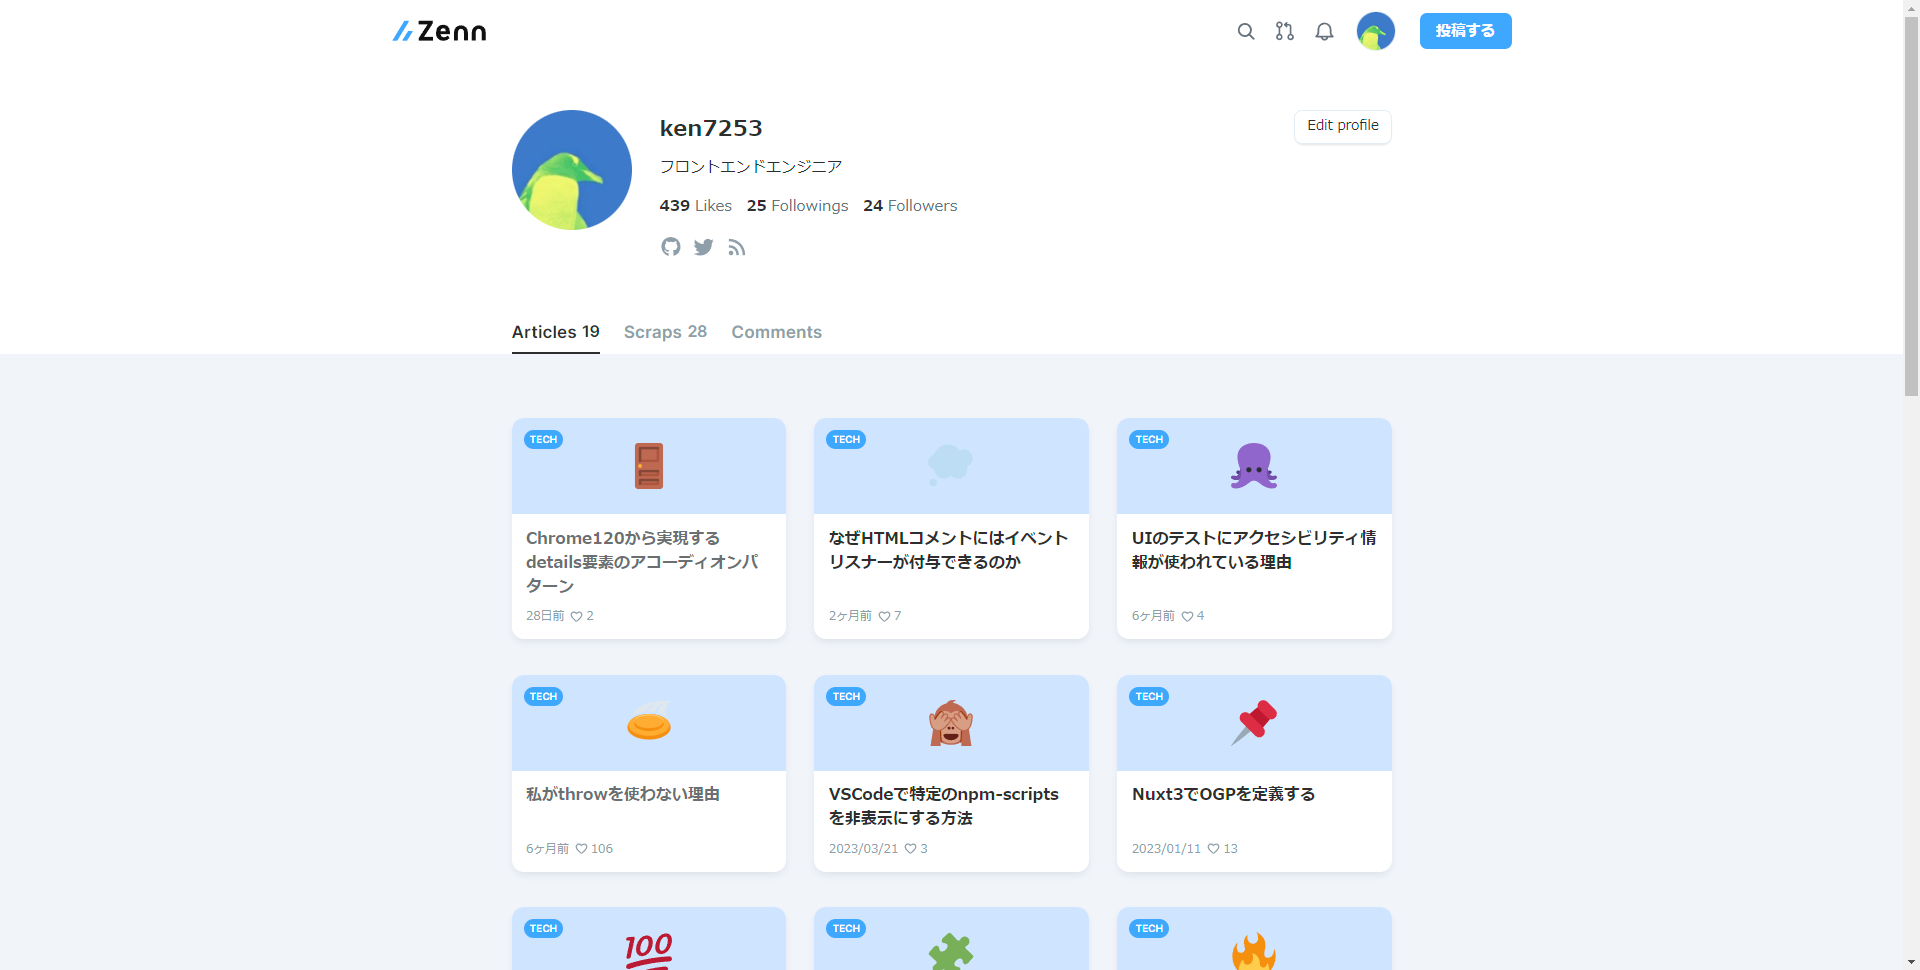 Zenn
投稿する
ken7253
Edit profile
フロントエンドエンジニア
439 Likes 25 Followings 24 Followers
Articles 19 Scraps 28 Comments
TECH
Chrome120から実現する
details要素のアコーディオンパ
ターン
28日前 2
TECH
なぜHTMLコメントにはイベント
リスナーが付与できるのか
2ヶ月前 7
TECH
UIのテストにアクセシビリティ情
報が使われている理由
6ヶ月前 4
TECH
私がthrowを使わない理由
6ヶ月前 106
TECH
VSCodeで特定のnpm-scripts
を非表示にする方法
2023/03/21 3
TECH
Nuxt3でOGPを定義する
2023/01/11 13
TECH
100
TECH
TECH